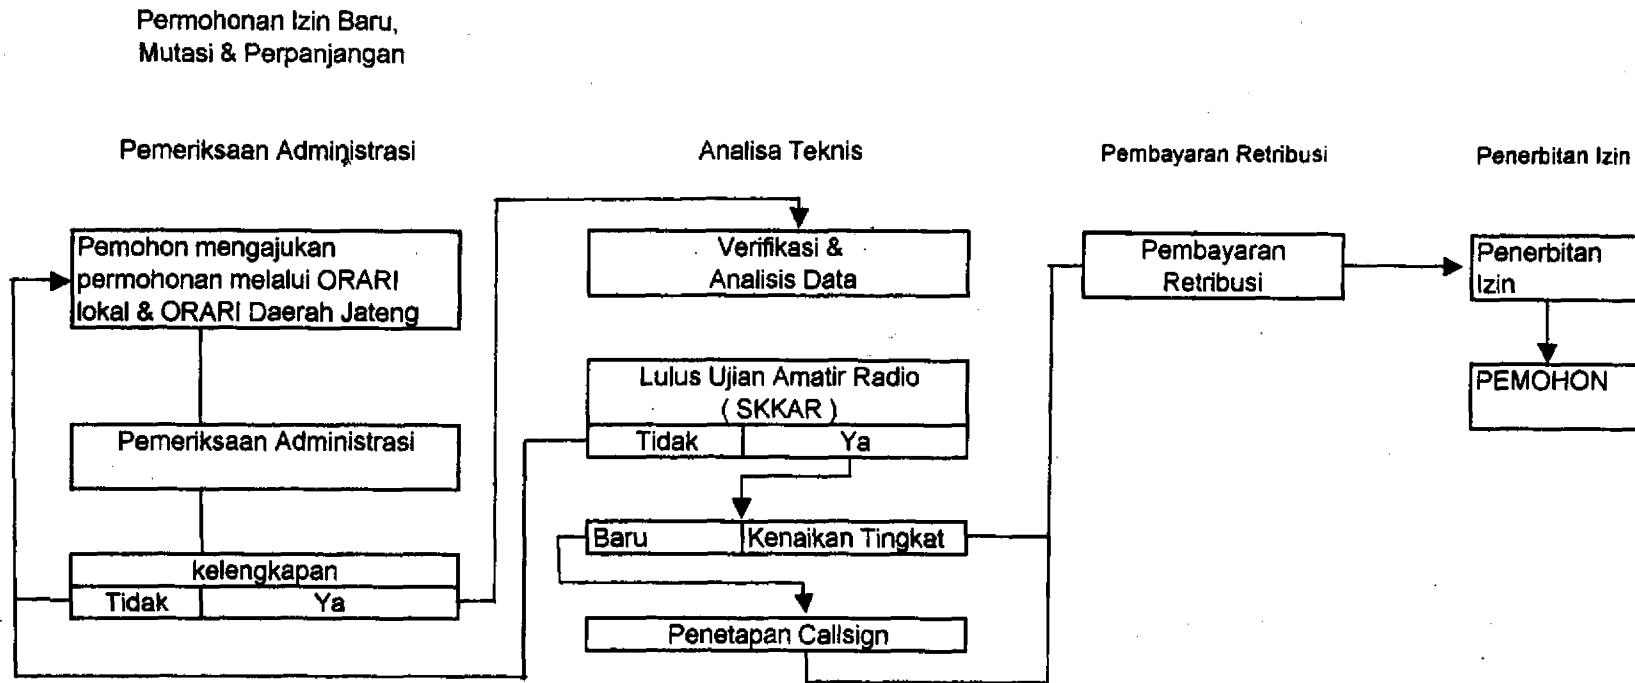 Permohonan Izin Baru,
Mutasi & Perpanjangan
Pemeriksaan Administrasi
Analisa Teknis
Pembayaran Retribusi
Penerbitan Izin
Pemohon mengajukan
permohonan melalui ORARI
lokal & ORARI Daerah Jateng
Pemeriksaan Administrasi
kelengkapan
Tidak
Ya
Verifikasi &
Analisis Data
Lulus Ujian Amatir Radio
( SKKAR )
Tidak
Ya
Baru
Kenaikan Tingkat
Penetapan Callsign
Pembayaran
Retribusi
Penerbitan
Izin
PEMOHON